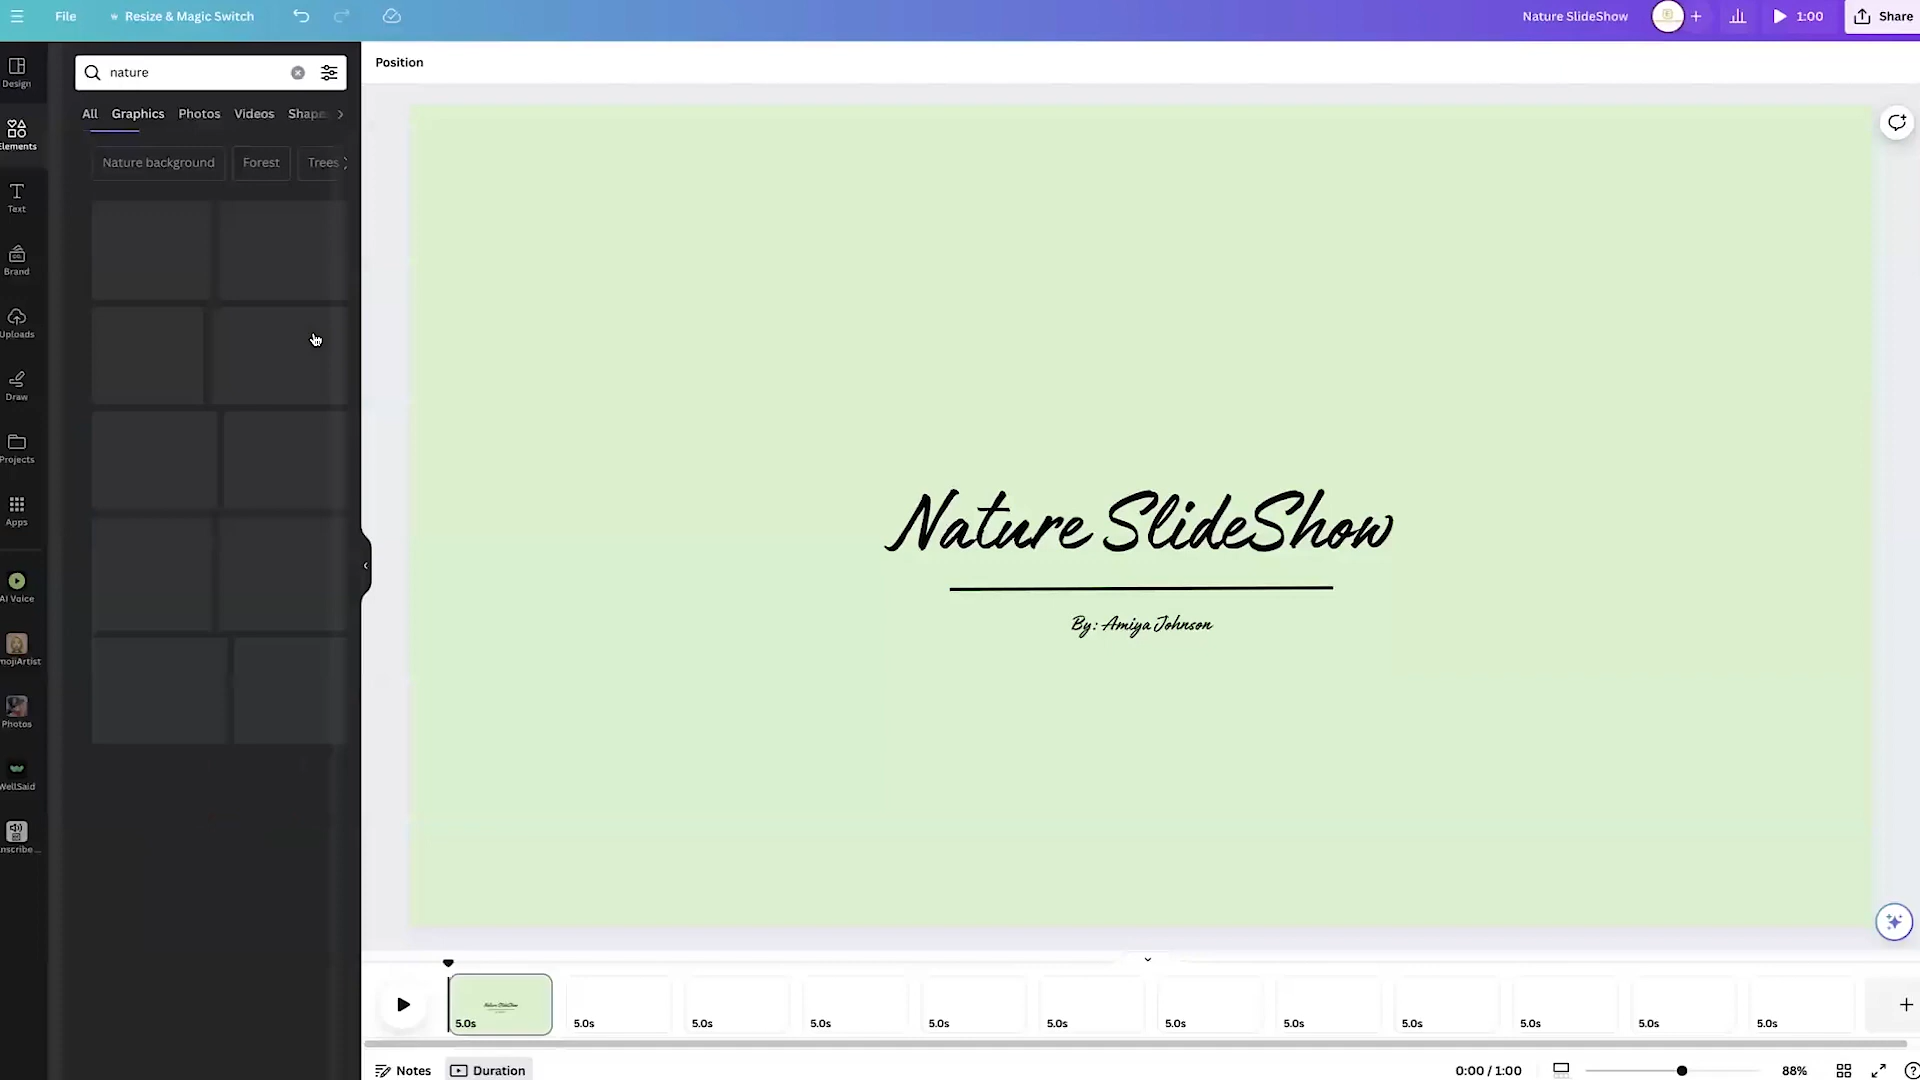 File
Resize & Magic Switch
Nature SlideShow
1:00
Share
Design
nature
Position
All Graphics Photos Videos
Elements
Nature background Forest Trees
Text
Brand
Uploads
Draw
Projects
Apps
AI Voice
Photos
Nature SlideShow
By: Amiya Johnson
5.0s 5.0s 5.0s 5.0s 5.0s 5.0s 5.0s 5.0s 5.0s 5.0s 5.0s 5.0s
Notes Duration 0:00 / 1:00 88%